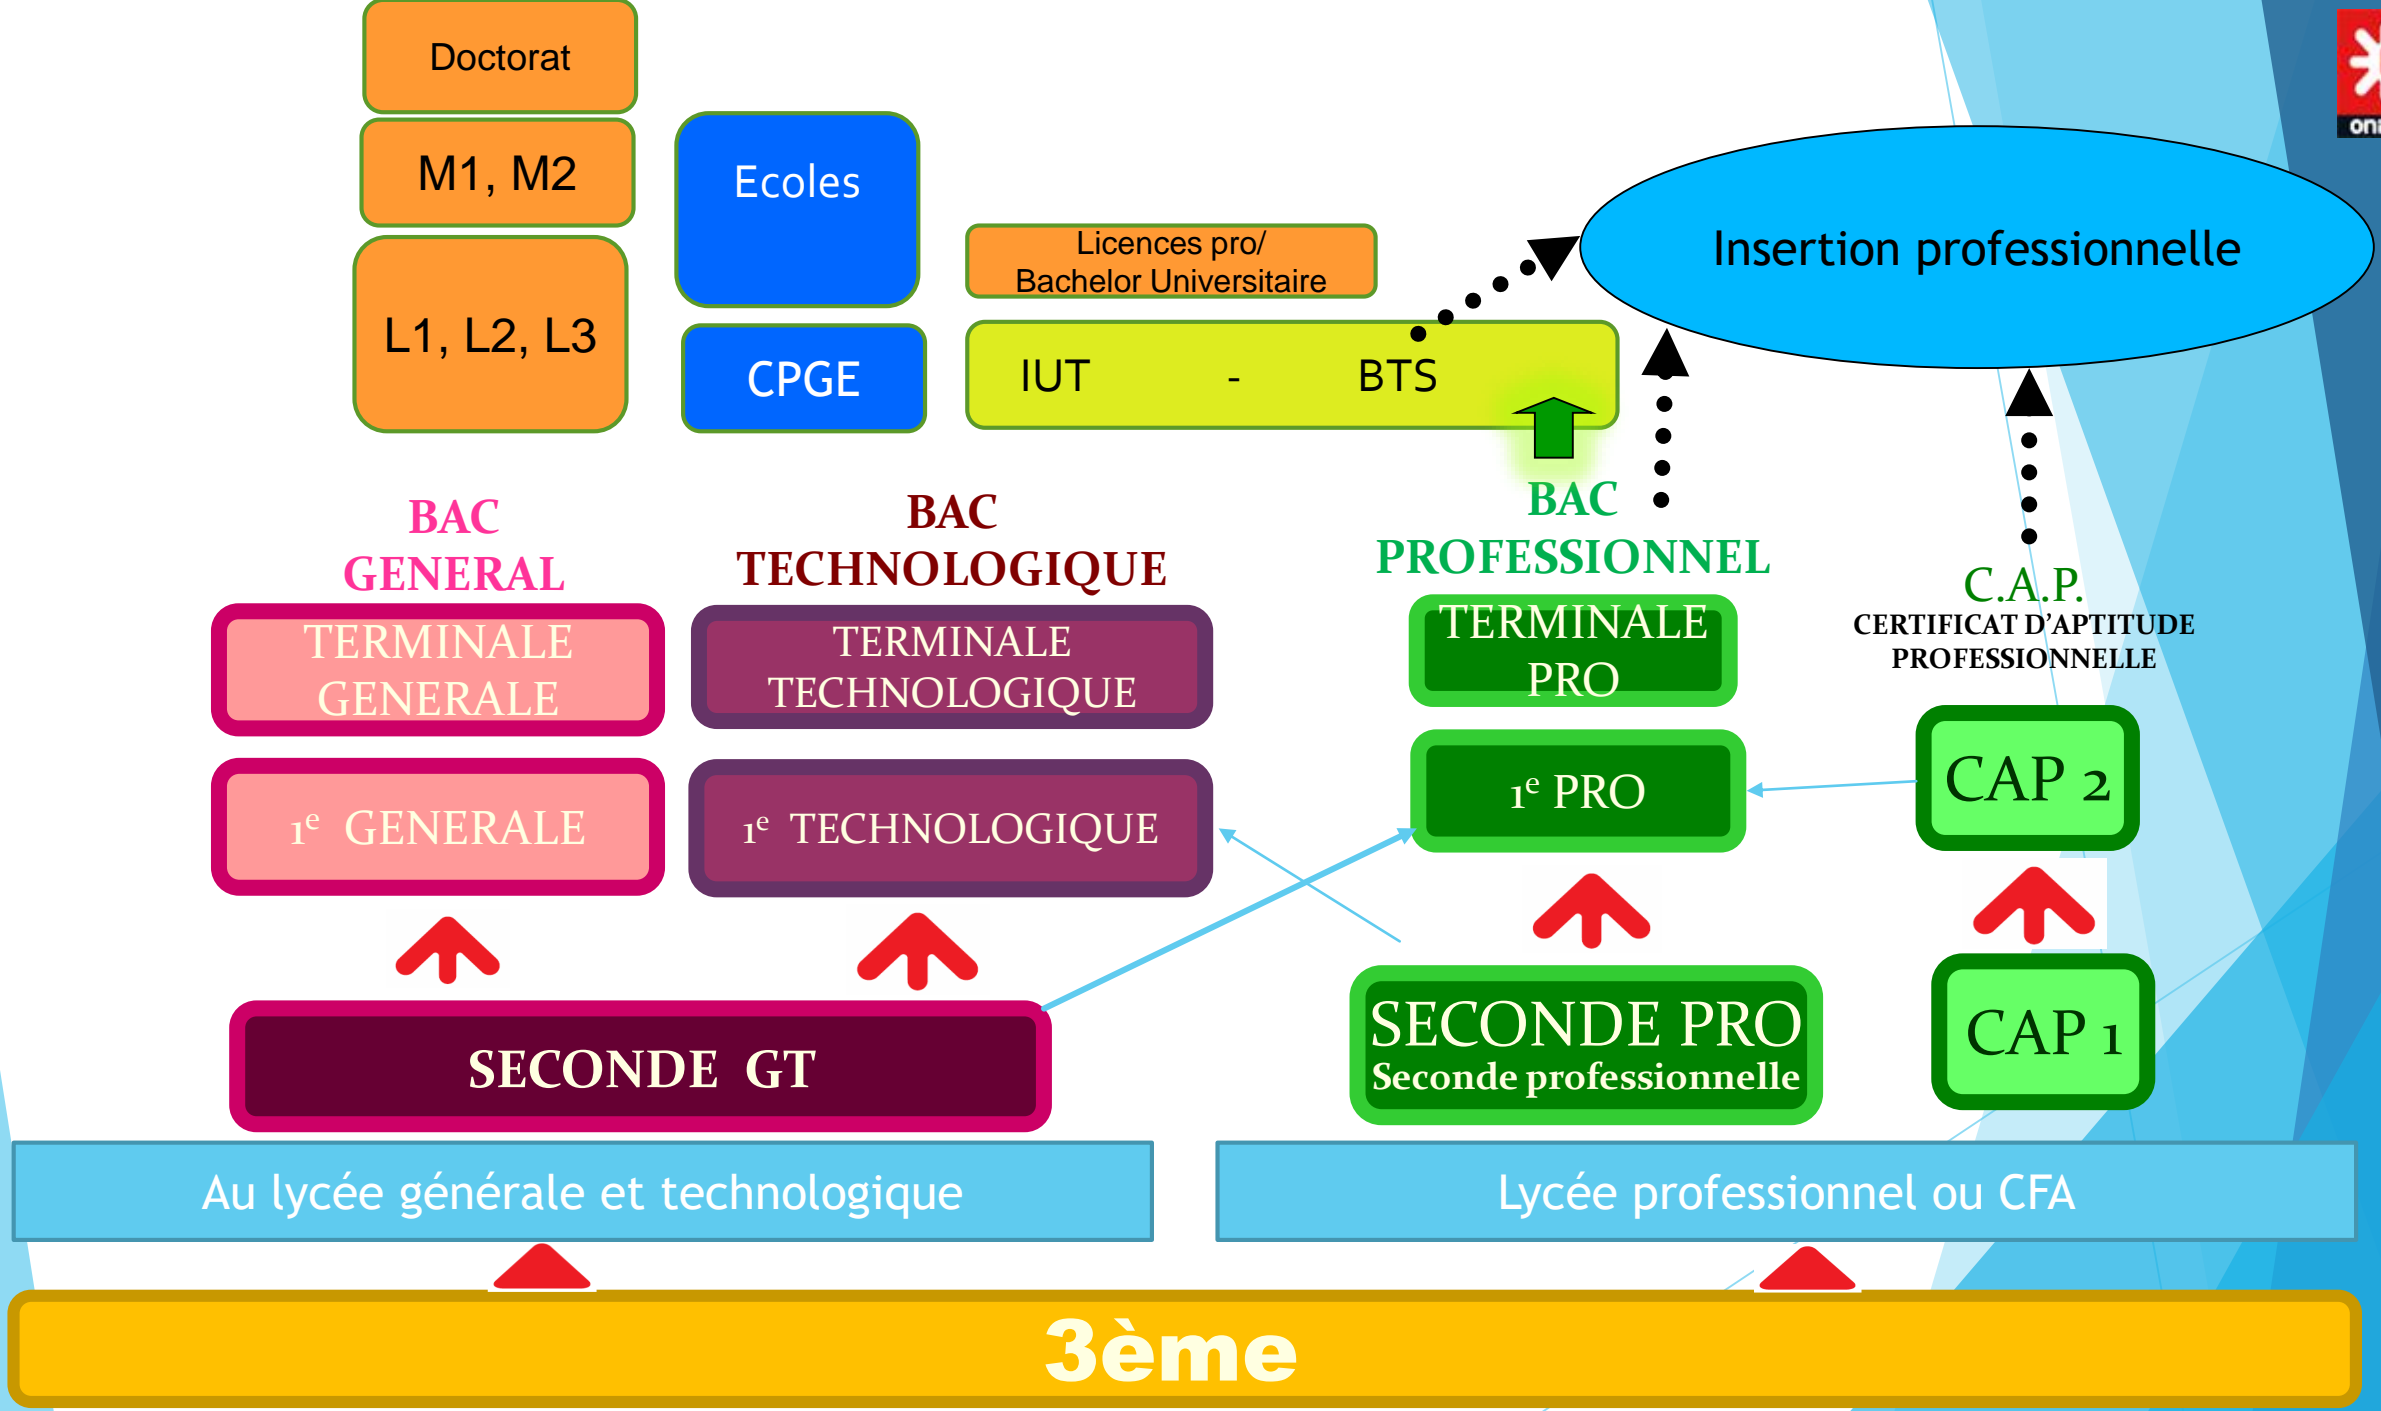 Doctorat
M1, M2
L1, L2, L3
Ecoles
CPGE
Licences pro/
Bachelor Universitaire
IUT - BTS
Insertion professionnelle
BAC
GENERAL
BAC
TECHNOLOGIQUE
BAC
PROFESSIONNEL
C.A.P.
CERTIFICAT D’APTITUDE
PROFESSIONNELLE
TERMINALE
GENERALE
TERMINALE
TECHNOLOGIQUE
TERMINALE
PRO
1e GENERALE
1e TECHNOLOGIQUE
1e PRO
CAP 2
SECONDE GT
SECONDE PRO
Seconde professionnelle
CAP 1
Au lycée générale et technologique
Lycée professionnel ou CFA
3ème